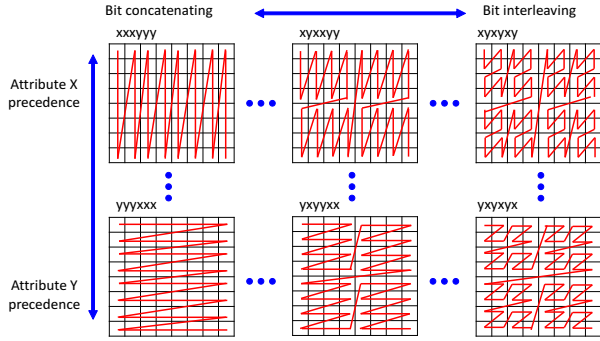 Bit concatenating
Bit interleaving
xxxyyy
xyxxyy
xyxyxy
Attribute X
precedence
yyyxxx
yxyyxx
yxyxyx
Attribute Y
precedence